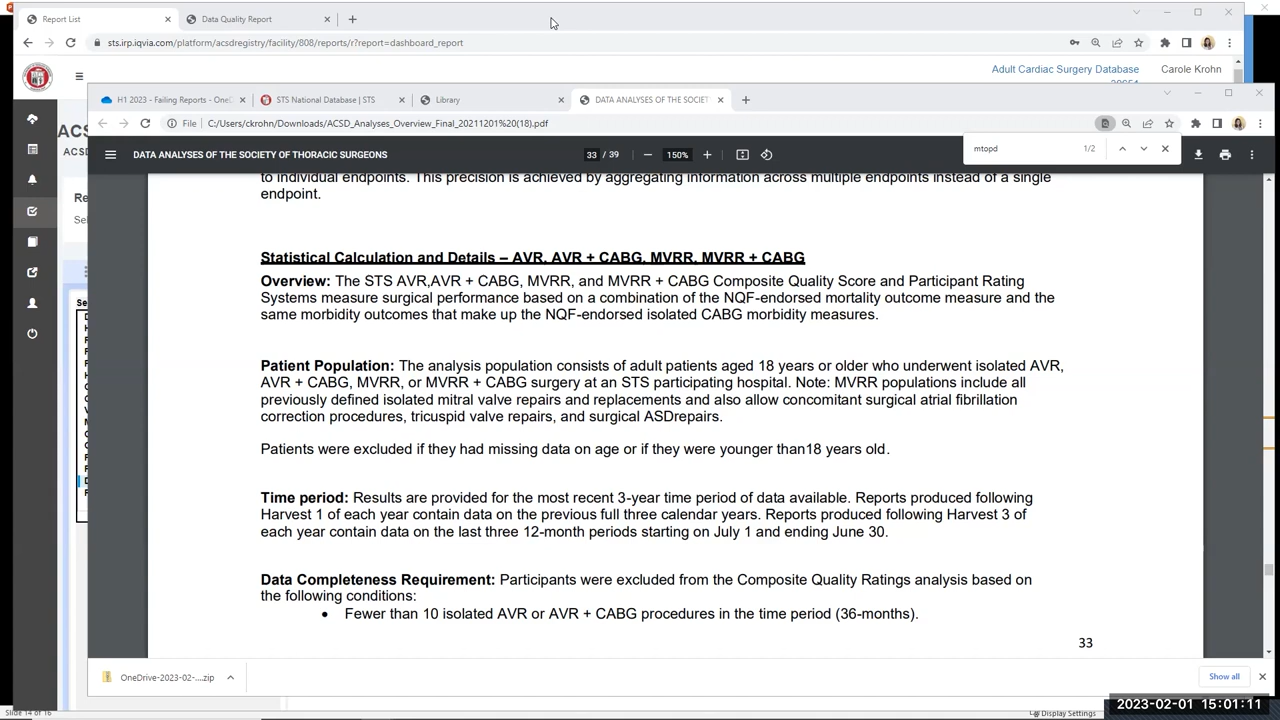 Report List
Data Quality Report
sts.irp.iqvia.com/platform/acsdregistry/facility/808/reports/r?report=dashboard_report
Adult Cardiac Surgery Database
Carole Krohn
H1 2023 - Failing Reports - OneD
STS National Database | STS
Library
DATA ANALYSES OF THE SOCIET
File
C:/Users/ckrohn/Downloads/ACSD_Analyses_Overview_Final_20211201%20(18).pdf
DATA ANALYSES OF THE SOCIETY OF THORACIC SURGEONS
33 / 39
150%
mtopd
1/2
to individual endpoints. This precision is achieved by aggregating information across multiple endpoints instead of a single
endpoint.
Statistical Calculation and Details – AVR, AVR + CABG, MVRR, MVRR + CABG
Overview: The STS AVR,AVR + CABG, MVRR, and MVRR + CABG Composite Quality Score and Participant Rating
Systems measure surgical performance based on a combination of the NQF-endorsed mortality outcome measure and the
same morbidity outcomes that make up the NQF-endorsed isolated CABG morbidity measures.
Patient Population: The analysis population consists of adult patients aged 18 years or older who underwent isolated AVR,
AVR + CABG, MVRR, or MVRR + CABG surgery at an STS participating hospital. Note: MVRR populations include all
previously defined isolated mitral valve repairs and replacements and also allow concomitant surgical atrial fibrillation
correction procedures, tricuspid valve repairs, and surgical ASDrepairs.
Patients were excluded if they had missing data on age or if they were younger than18 years old.
Time period: Results are provided for the most recent 3-year time period of data available. Reports produced following
Harvest 1 of each year contain data on the previous full three calendar years. Reports produced following Harvest 3 of
each year contain data on the last three 12-month periods starting on July 1 and ending June 30.
Data Completeness Requirement: Participants were excluded from the Composite Quality Ratings analysis based on
the following conditions:
• Fewer than 10 isolated AVR or AVR + CABG procedures in the time period (36-months).
33
OneDrive-2023-02-....zip
Show all
Slide 14 of 16
Display Settings
2023-02-01 15:01:11